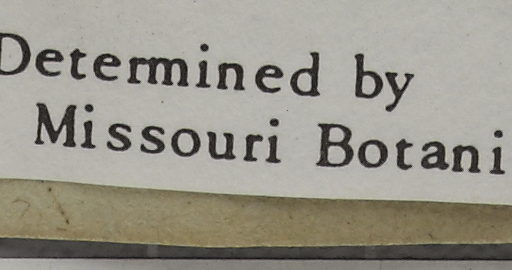 Determined by
Missouri Botani